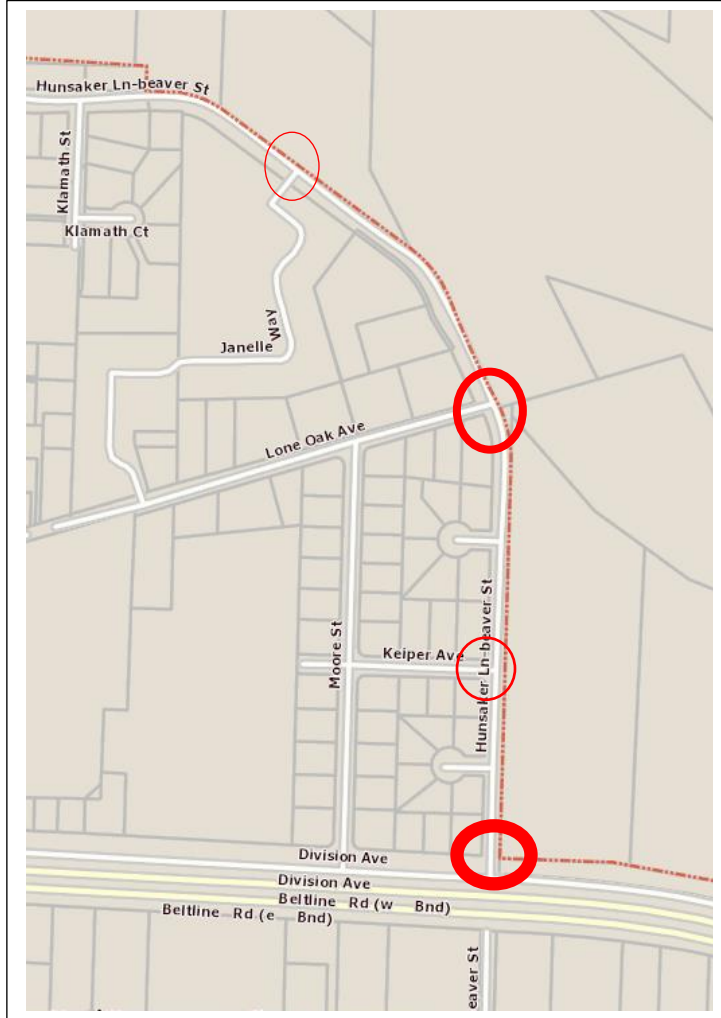 Hunsaker Ln-beaver St
Klamath St
Klamath Ct
Janelle
Way
Lone Oak Ave
Moore St
Keiper Ave
Hunsaker Ln-beaver St
Division Ave
Division Ave
Beltline Rd (w Bnd)
Beltline Rd (e Bnd)
eaver St